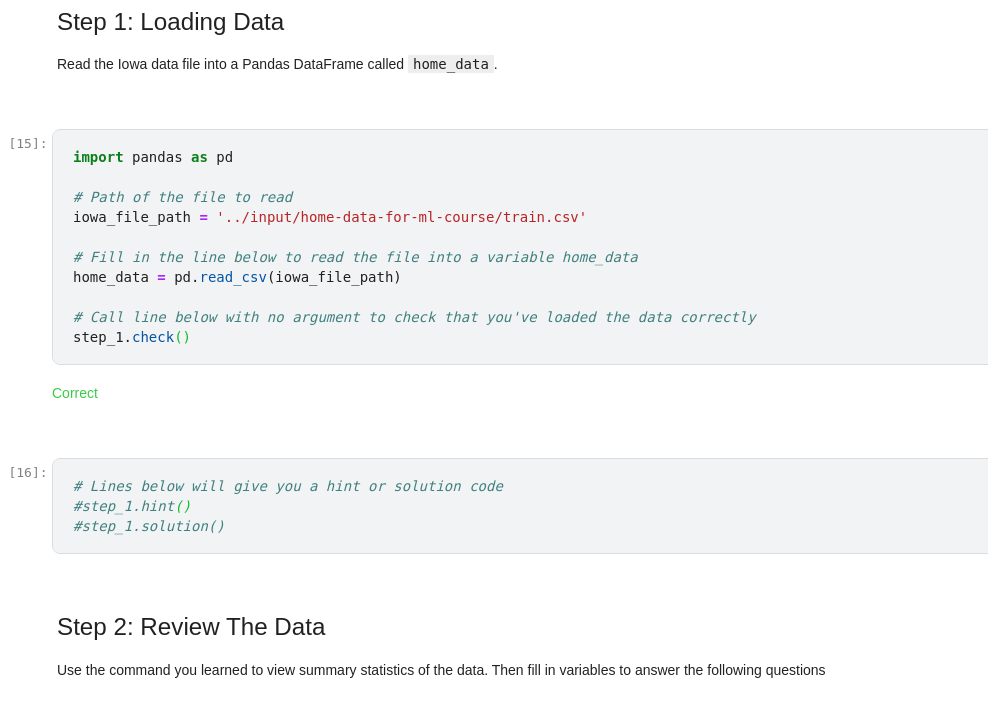 Step 1: Loading Data
Read the Iowa data file into a Pandas DataFrame called home_data.
[15]:
import pandas as pd
# Path of the file to read
iowa_file_path = '../input/home-data-for-ml-course/train.csv'
# Fill in the line below to read the file into a variable home_data
home_data = pd.read_csv(iowa_file_path)
# Call line below with no argument to check that you've loaded the data correctly
step_1.check()
Correct
[16]:
# Lines below will give you a hint or solution code
#step_1.hint()
#step_1.solution()
Step 2: Review The Data
Use the command you learned to view summary statistics of the data. Then fill in variables to answer the following questions